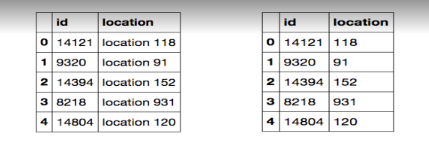 id location
0 14121 location 118
1 9320 location 91
2 14394 location 152
3 8218 location 931
4 14804 location 120
id location
0 14121 118
1 9320 91
2 14394 152
3 8218 931
4 14804 120